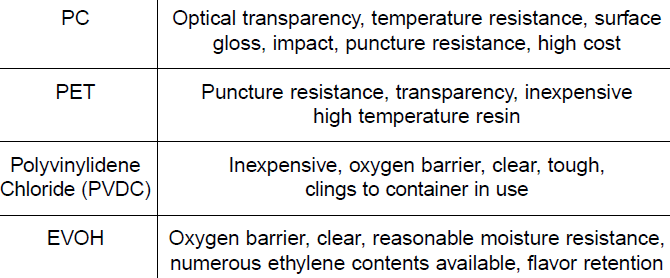 PC
Optical transparency, temperature resistance, surface
gloss, impact, puncture resistance, high cost
PET
Puncture resistance, transparency, inexpensive
high temperature resin
Polyvinylidene
Chloride (PVDC)
Inexpensive, oxygen barrier, clear, tough,
clings to container in use
EVOH
Oxygen barrier, clear, reasonable moisture resistance,
numerous ethylene contents available, flavor retention